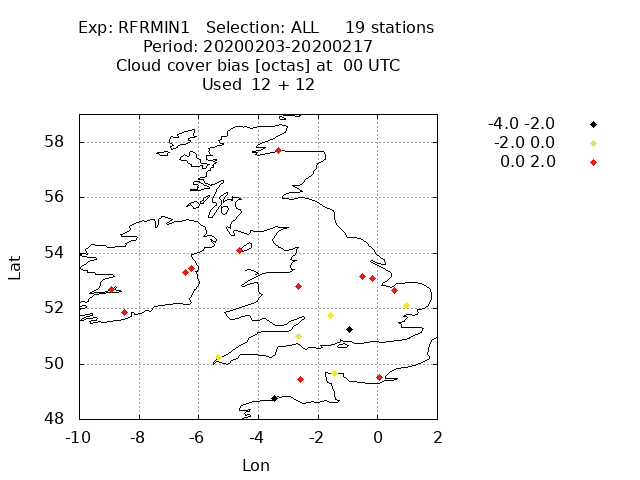 Exp: RFRMIN1 Selection: ALL 19 stations
Period: 20200203-20200217
Cloud cover bias [octas] at 00 UTC
Used 12 + 12
-4.0 -2.0
-2.0 0.0
0.0 2.0
58
56
54
52
50
48
Lat
-10 -8 -6 -4 -2 0 2
Lon